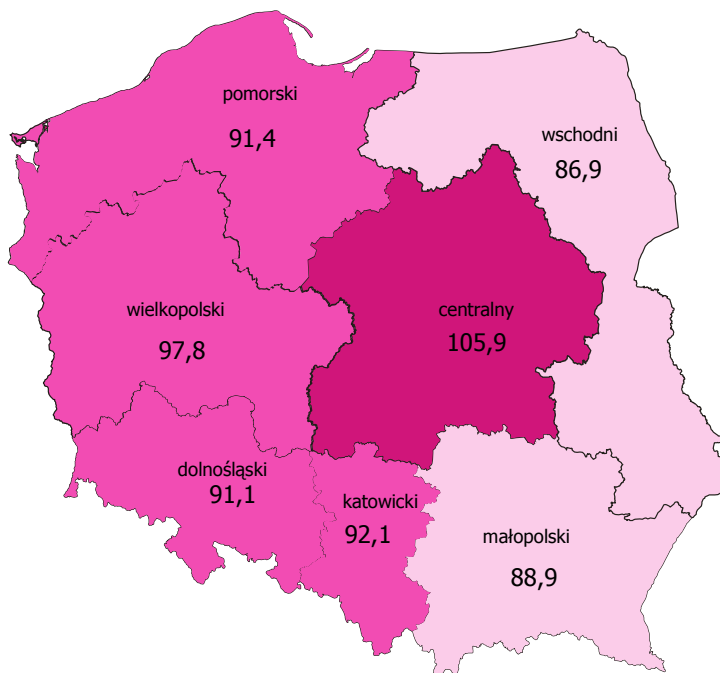 pomorski
91,4
wschodni
86,9
wielkopolski
97,8
centralny
105,9
dolnośląski
91,1
katowicki
92,1
małopolski
88,9